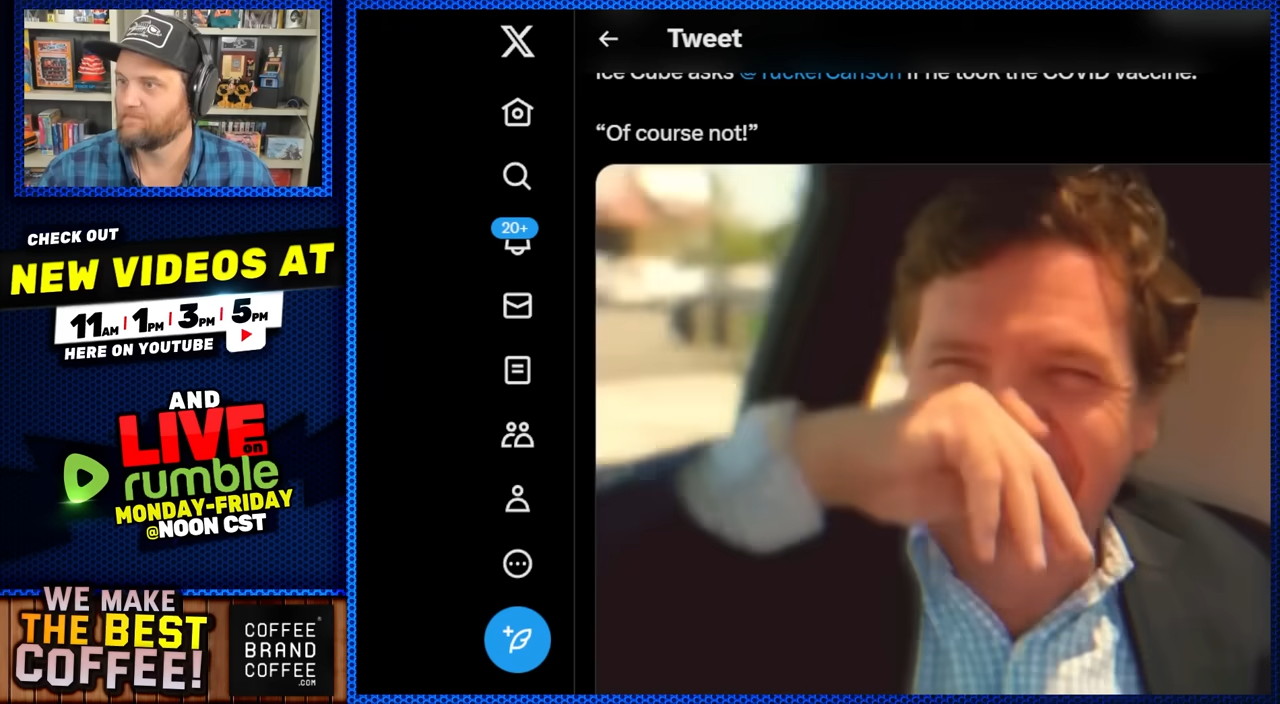 CHECK OUT
NEW VIDEOS AT
11AM | 1PM | 3PM | 5PM
HERE ON YOUTUBE
AND
LIVE on
rumble
MONDAY-FRIDAY
@NOON CST
WE MAKE
THE BEST
COFFEE!
COFFEE
BRAND
COFFEE
.COM
Tweet
Ice Cube asks @TuckerCarlson if he took the COVID vaccine.
“Of course not!”
20+